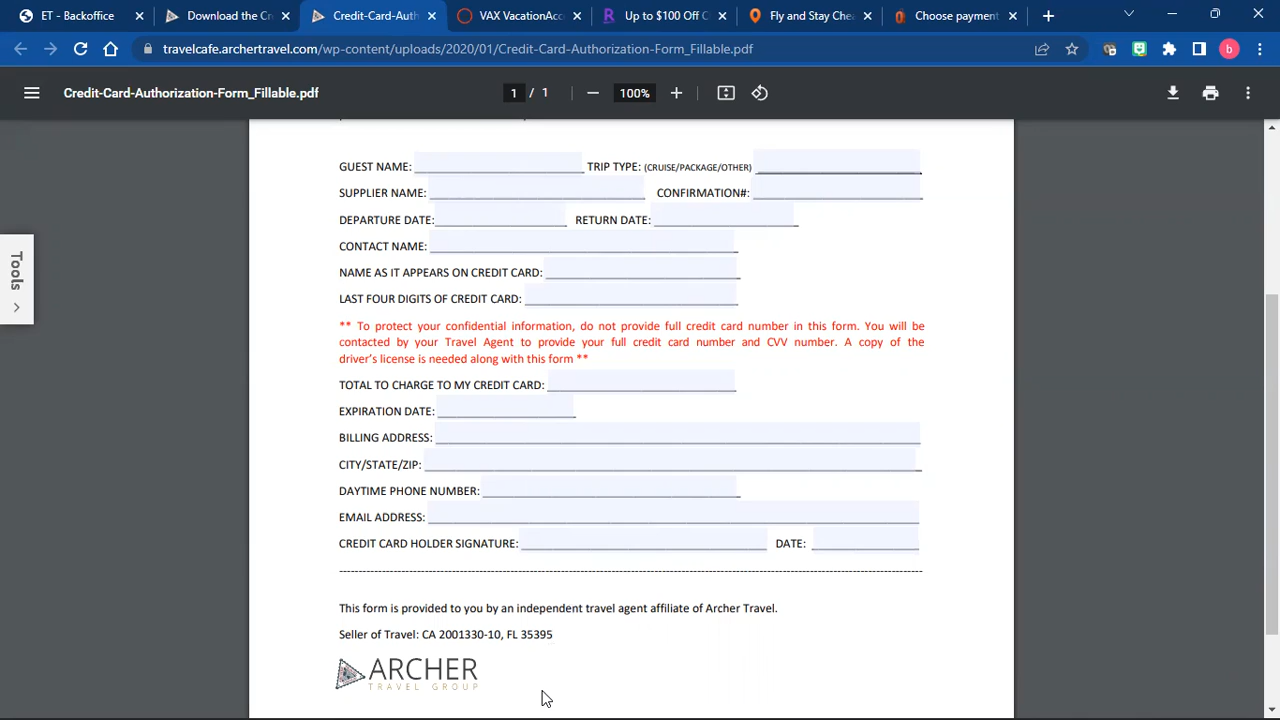 ET - Backoffice
Download the Cr
Credit-Card-Auth
VAX VacationAcc
Up to $100 Off C
Fly and Stay Chea
Choose payment
travelcafe.archertravel.com/wp-content/uploads/2020/01/Credit-Card-Authorization-Form_Fillable.pdf
b
Credit-Card-Authorization-Form_Fillable.pdf
1 / 1
100%
Tools
GUEST NAME: TRIP TYPE: (CRUISE/PACKAGE/OTHER)
SUPPLIER NAME: CONFIRMATION#:
DEPARTURE DATE: RETURN DATE:
CONTACT NAME:
NAME AS IT APPEARS ON CREDIT CARD:
LAST FOUR DIGITS OF CREDIT CARD:
** To protect your confidential information, do not provide full credit card number in this form. You will be
contacted by your Travel Agent to provide your full credit card number and CVV number. A copy of the
driver's license is needed along with this form **
TOTAL TO CHARGE TO MY CREDIT CARD:
EXPIRATION DATE:
BILLING ADDRESS:
CITY/STATE/ZIP:
DAYTIME PHONE NUMBER:
EMAIL ADDRESS:
CREDIT CARD HOLDER SIGNATURE: DATE:
This form is provided to you by an independent travel agent affiliate of Archer Travel.
Seller of Travel: CA 2001330-10, FL 35395
ARCHER
TRAVEL GROUP